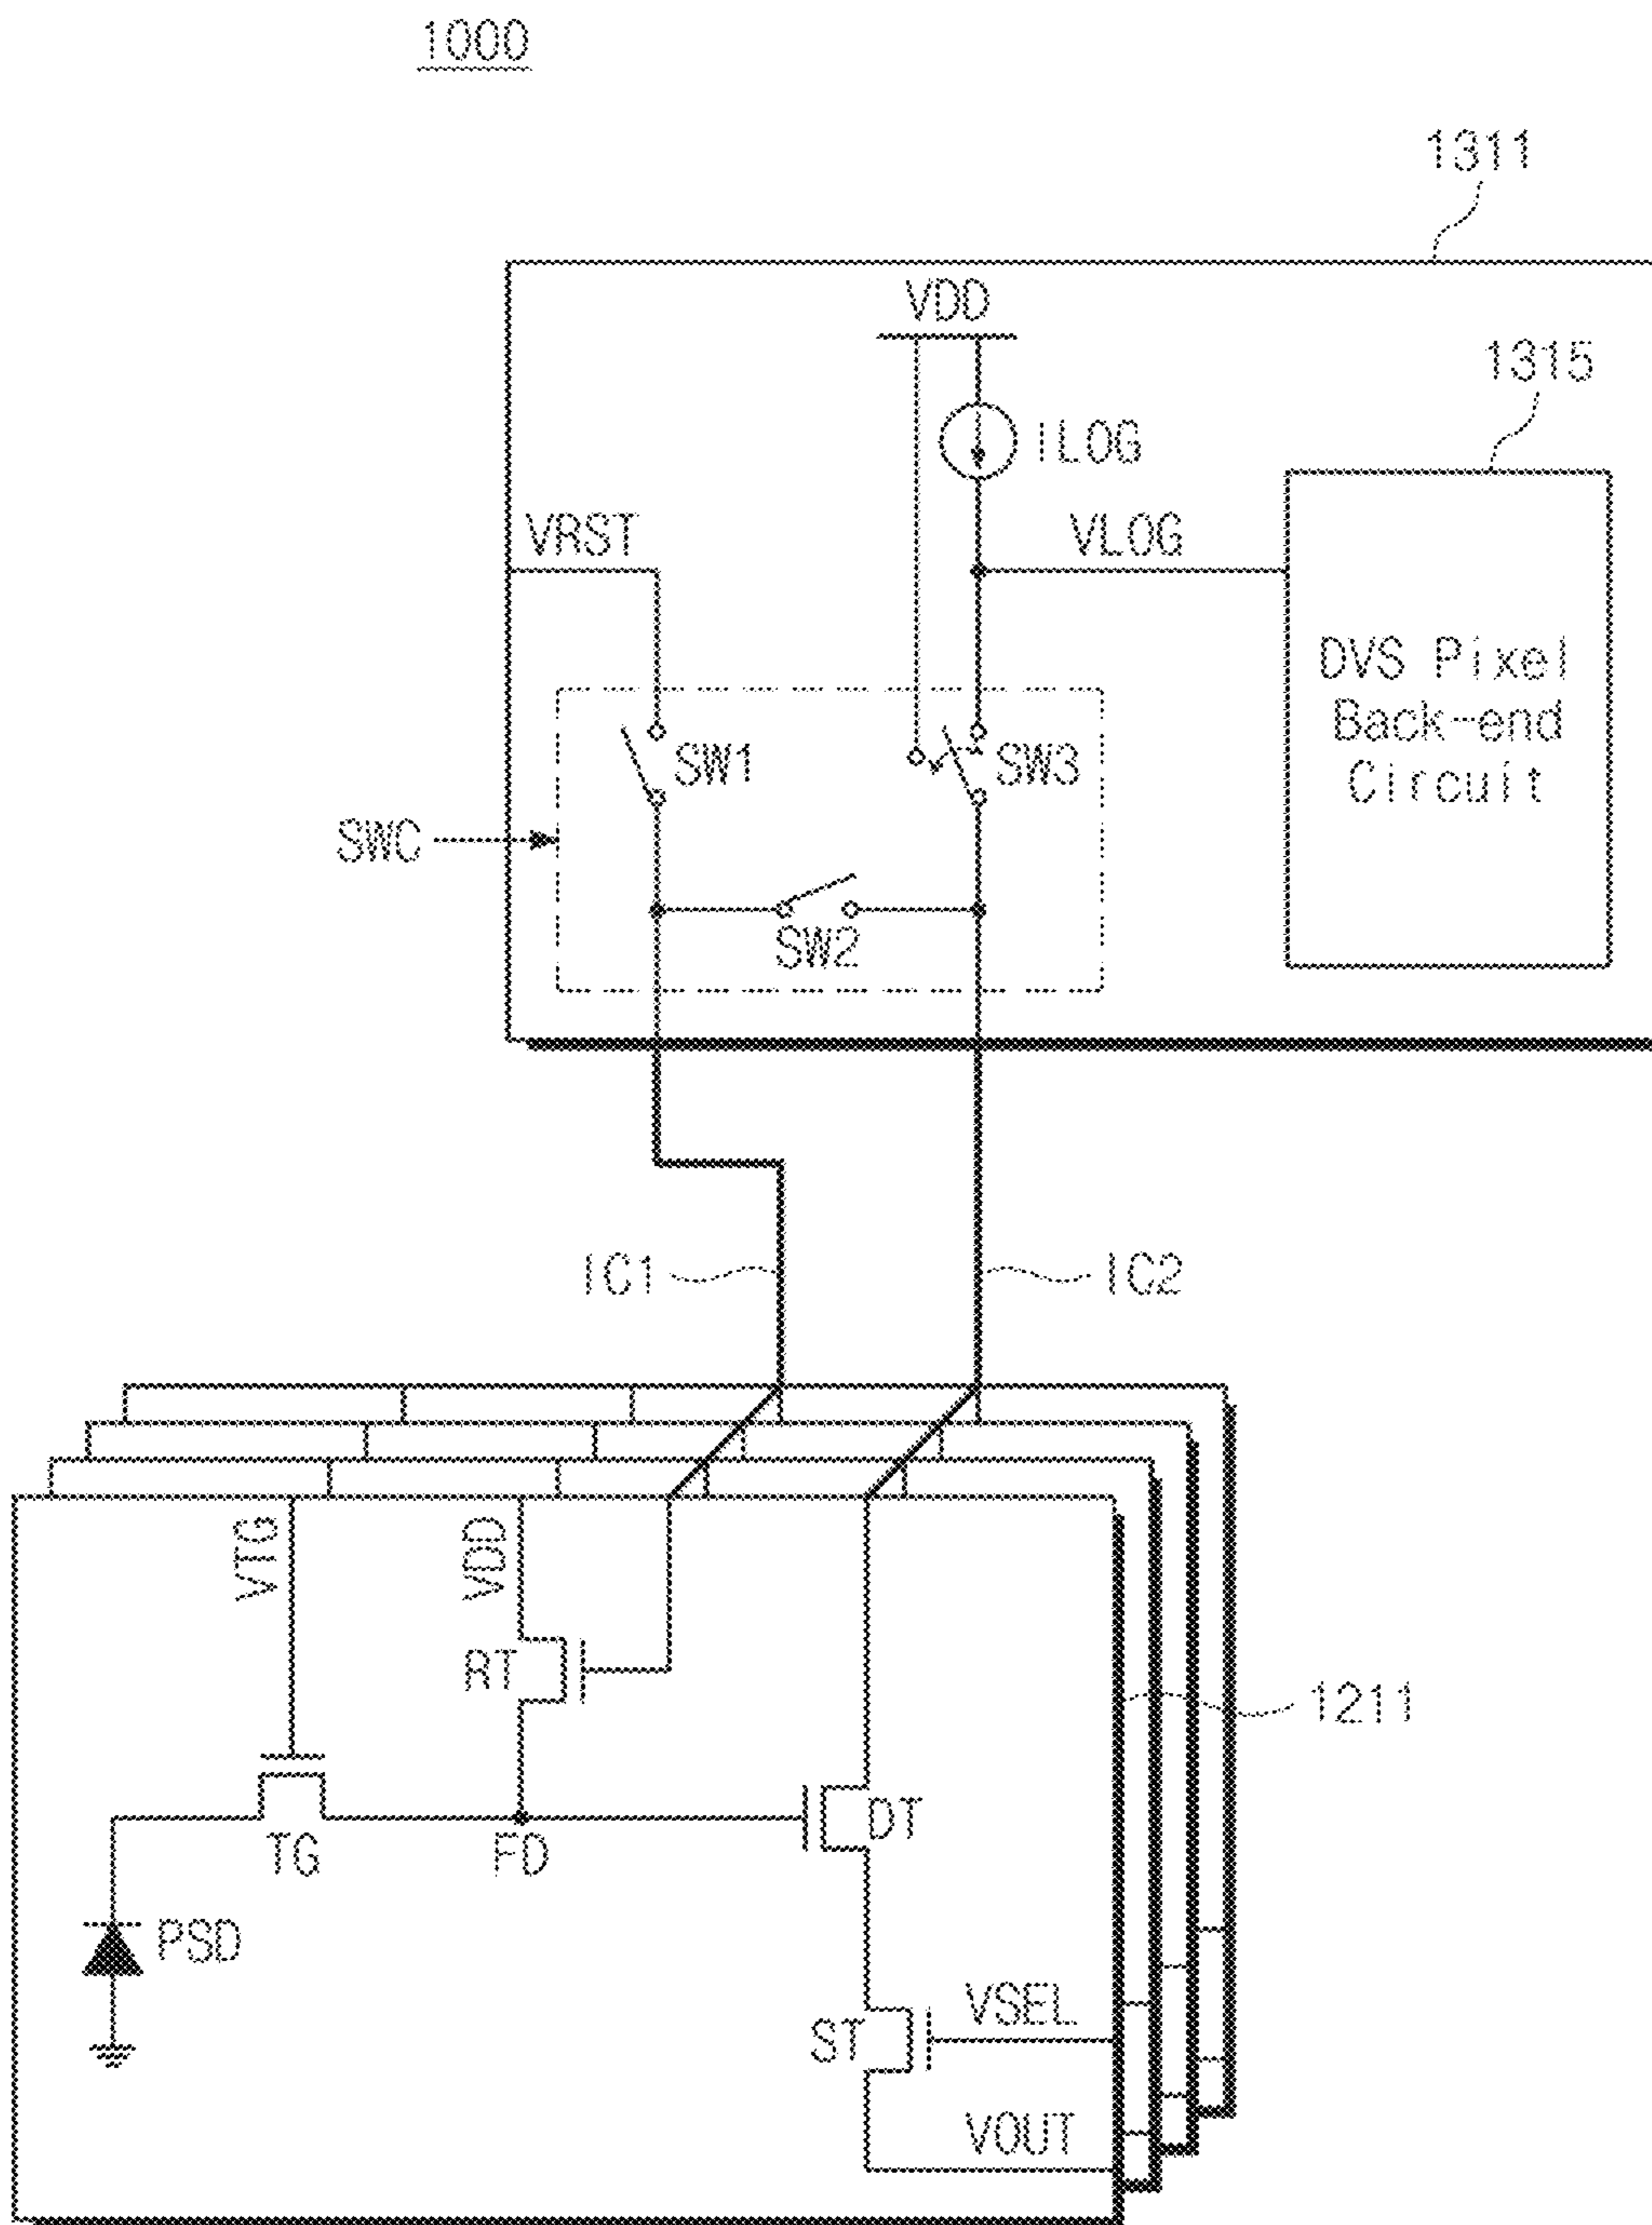 1000
1311
VDD
1315
ILOG
VRST
VLOG
DVS Pixel
Back-end
Circuit
SW1
SW3
SWC
SW2
IC1
IC2
VTG
VDD
RT
1211
DT
TG
FD
PSD
VSEL
ST
VOUT